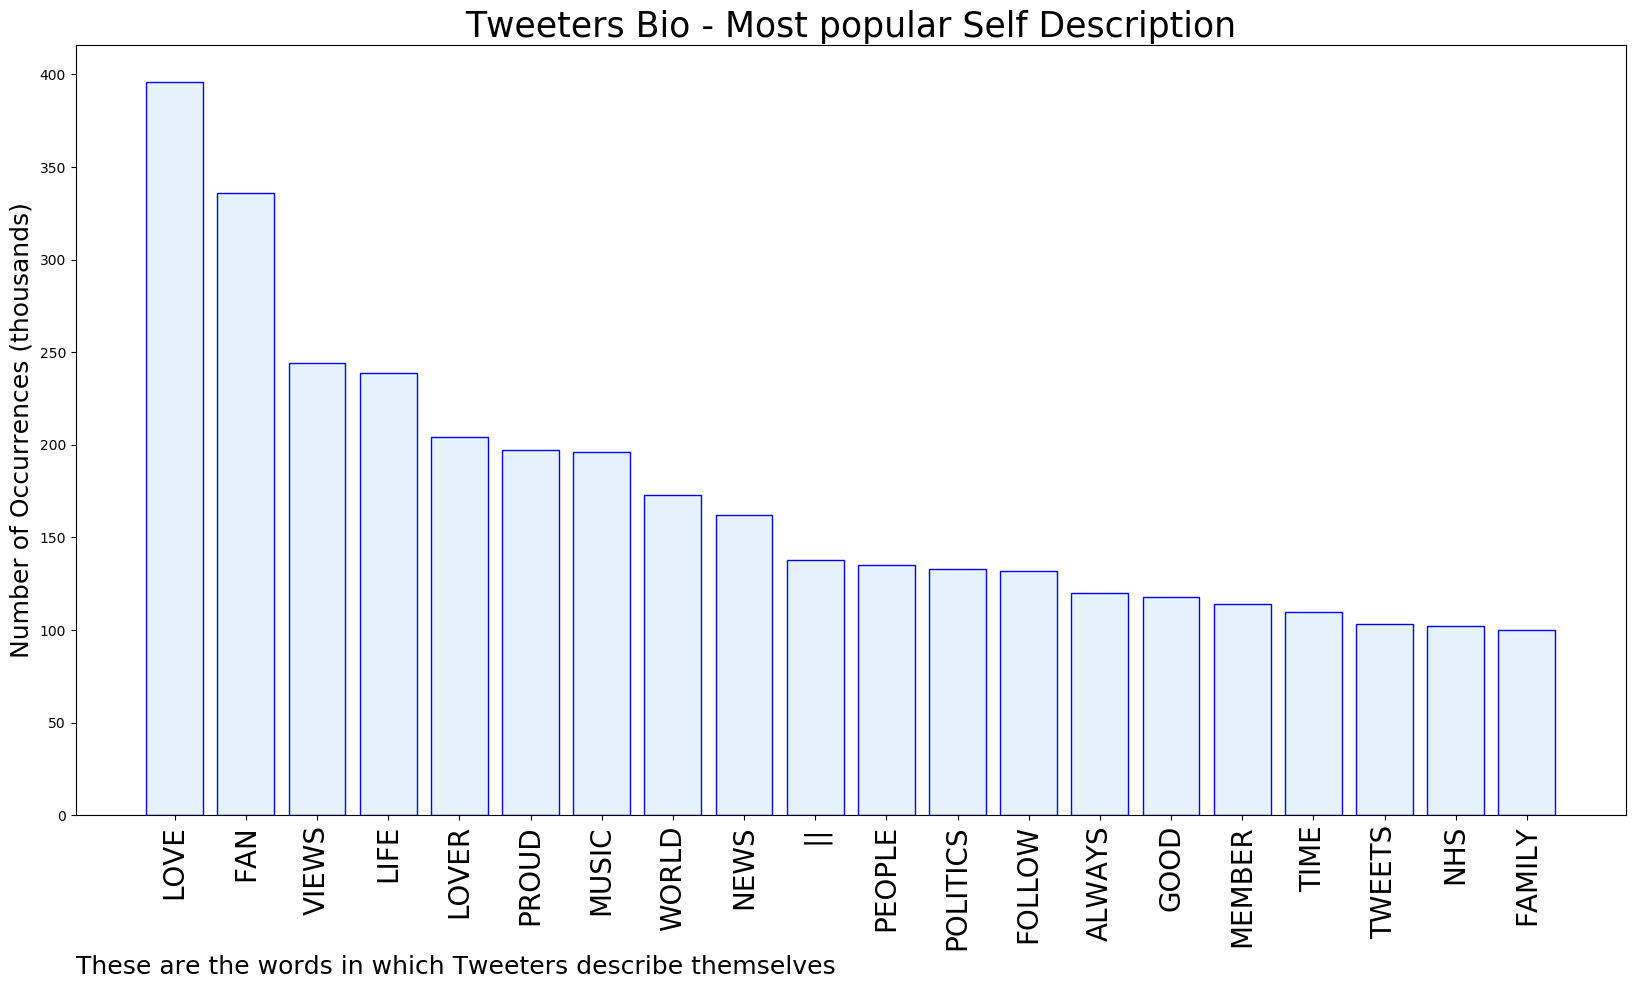 Tweeters Bio - Most popular Self Description
Number of Occurrences (thousands)
400
350
300
250
200
150
100
50
0
LOVE
FAN
VIEWS
LIFE
LOVER
PROUD
MUSIC
WORLD
NEWS
||
PEOPLE
POLITICS
FOLLOW
ALWAYS
GOOD
MEMBER
TIME
TWEETS
NHS
FAMILY
These are the words in which Tweeters describe themselves